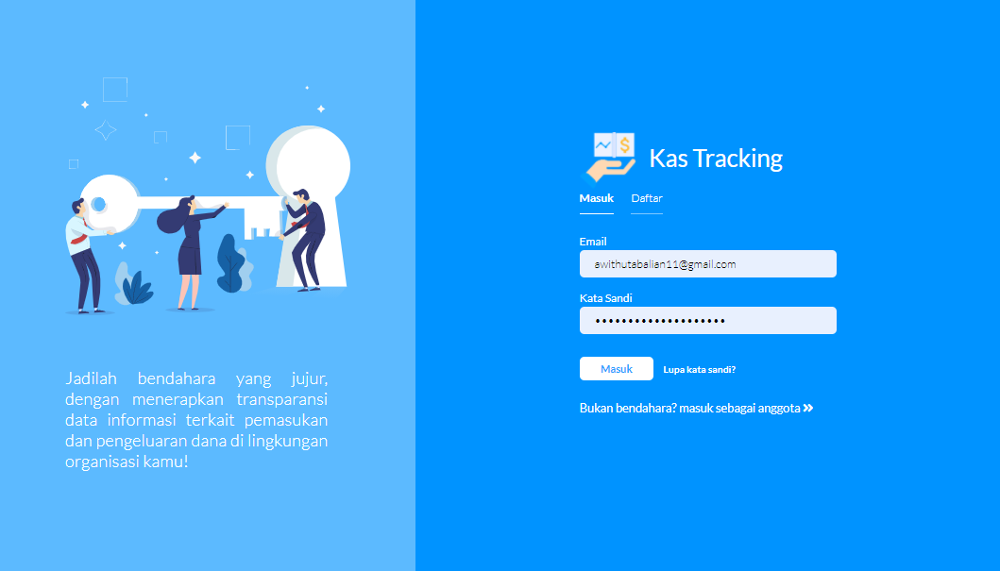 Jadilah bendahara yang jujur,
dengan menerapkan transparansi
data informasi terkait pemasukan
dan pengeluaran dana di lingkungan
organisasi kamu!
Kas Tracking
Masuk Daftar
Email
awithutabalian11@gmail.com
Kata Sandi
••••••••••••••••••••
Masuk Lupa kata sandi?
Bukan bendahara? masuk sebagai anggota »